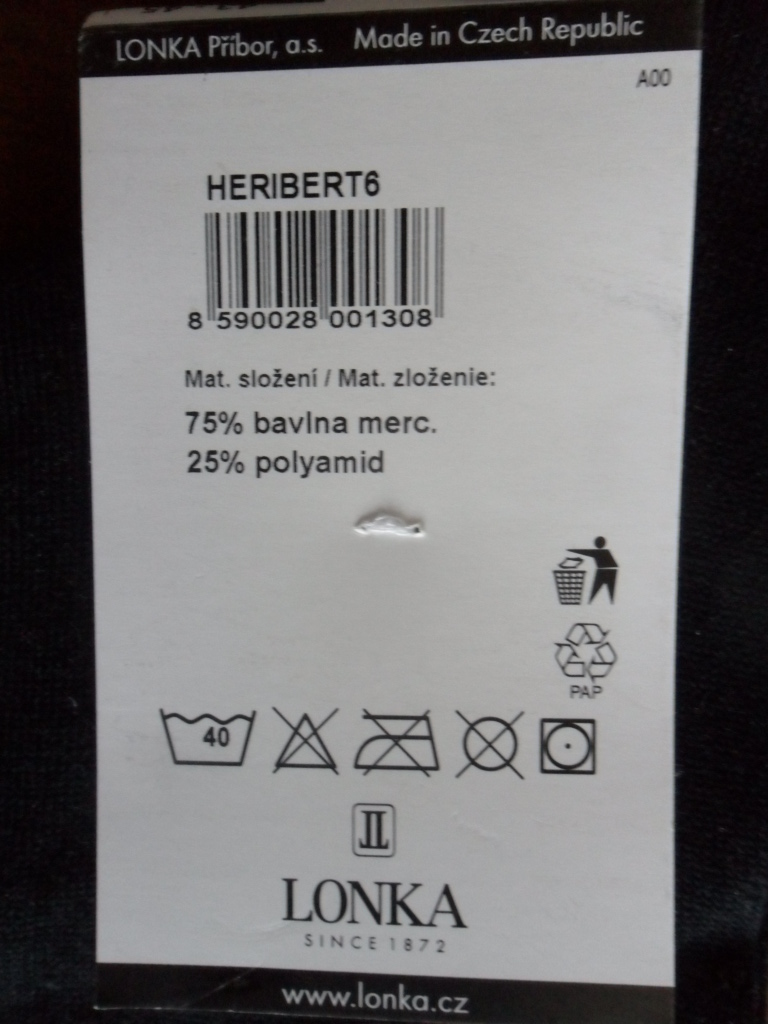 LONKA Příbor, a.s. Made in Czech Republic
A00
HERIBERT6
8 590028 001308
Mat. složení / Mat. zloženie:
75% bavlna merc.
25% polyamid
PAP
40
LONKA
SINCE 1872
www.lonka.cz